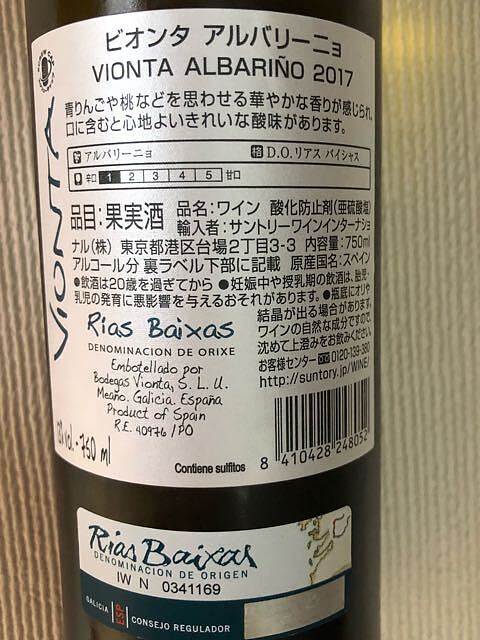 ビオンタ アルバリーニョ
VIONTA ALBARIÑO 2017
青りんごや桃などを思わせる華やかな香りが感じられ、
口に含むと心地よいきれいな酸味があります。
アルバリーニョ 格 D.O.リアス バイシャス
辛口 1 2 3 4 5 甘口
品目:果実酒 品名:ワイン 酸化防止剤(亜硫酸塩)
輸入者:サントリーワインインターナショ
ナル(株) 東京都港区台場2丁目3-3 内容量:750ml
アルコール分 裏ラベル下部に記載 原産国名:スペイン
●飲酒は20歳を過ぎてから ●妊娠中や授乳期の飲酒は、胎児・
乳児の発育に悪影響を与えるおそれがあります。 ●瓶底にオリや
結晶が出る場合があります。
ワインの自然な成分ですので、
沈めて上澄みをお飲みください。
お客様センター 0120-139-380
http://suntory.jp/WINE/
VIONTA
Rías Baixas
DENOMINACION DE ORIXE
Embotellado por
Bodegas Vionta, S. L. U.
Meaño. Galicia. España
Product of Spain
R.E. 40976 /PO
vol. 750 ml
Contiene sulfitos
8 410428 248052
Rías Baixas
DENOMINACION DE ORIGEN
IW N 0341169
GALICIA ESP CONSEJO REGULADOR